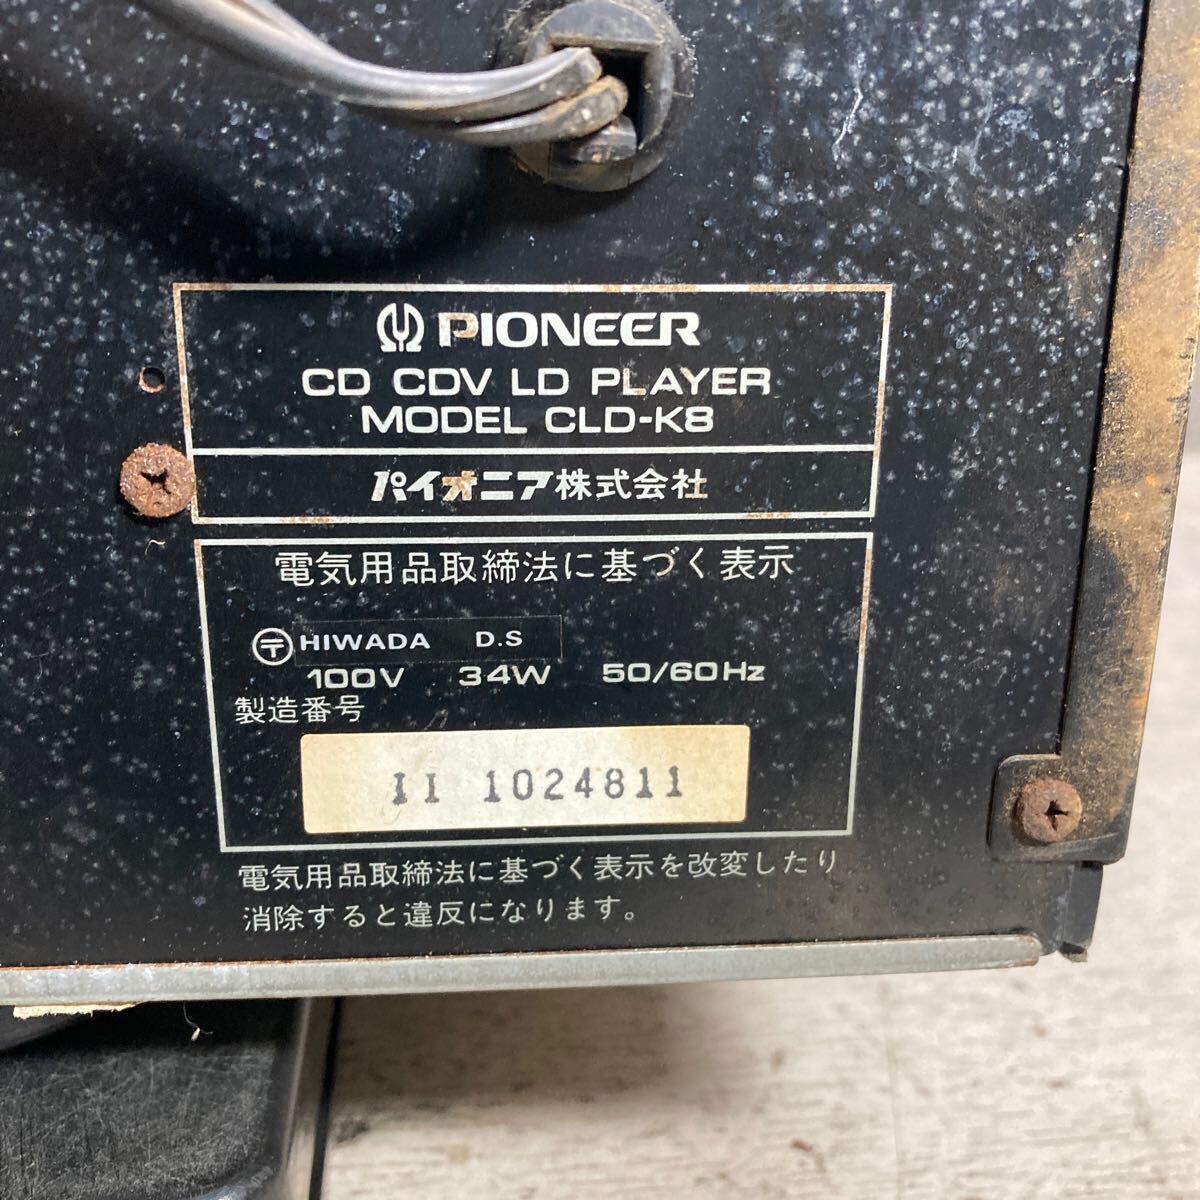 PIONEER
CD CDV LD PLAYER
MODEL CLD-K8
パイオニア株式会社
電気用品取締法に基づく表示
〒 HIWADA D.S
100V 34W 50/60Hz
製造番号
II 1024811
電気用品取締法に基づく表示を改変したり
消除すると違反になります。